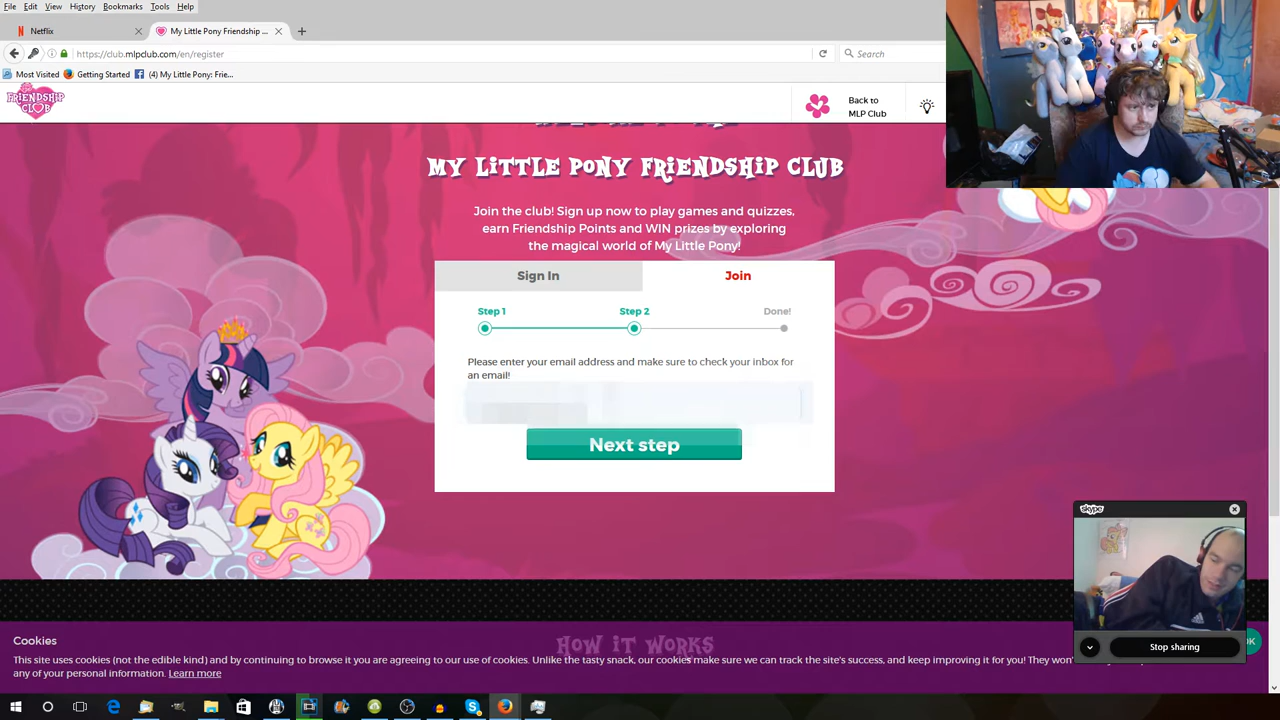 File Edit View History Bookmarks Tools Help
Netflix
My Little Pony Friendship ...
https://club.mlpclub.com/en/register
Search
Most Visited
Getting Started
(4) My Little Pony: Frie...
FRIENDSHIP
CLUB
Back to
MLP Club
MY LITTLE PONY FRIENDSHIP CLUB
Join the club! Sign up now to play games and quizzes,
earn Friendship Points and WIN prizes by exploring
the magical world of My Little Pony!
Sign In
Join
Step 1
Step 2
Done!
Please enter your email address and make sure to check your inbox for
an email!
Next step
skype
Stop sharing
HOW IT WORKS
Cookies
OK
This site uses cookies (not the edible kind) and by continuing to browse it you are agreeing to our use of cookies. Unlike the tasty snack, our cookies make sure we can track the site's success, and keep improving it for you! They won'
any of your personal information. Learn more